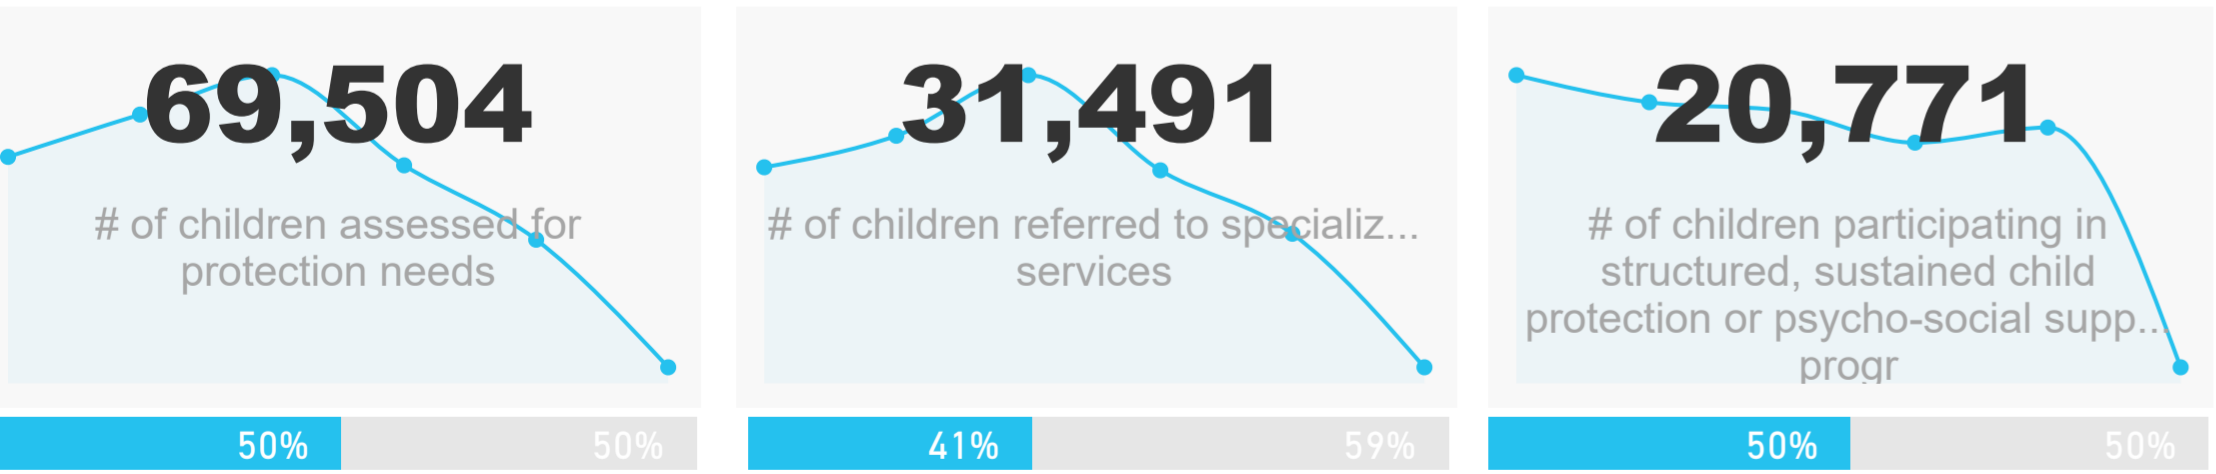 69,504
# of children assessed for
protection needs
50% 50%
31,491
# of children referred to specializ...
services
41% 59%
20,771
# of children participating in
structured, sustained child
protection or psycho-social supp...
progr
50% 50%